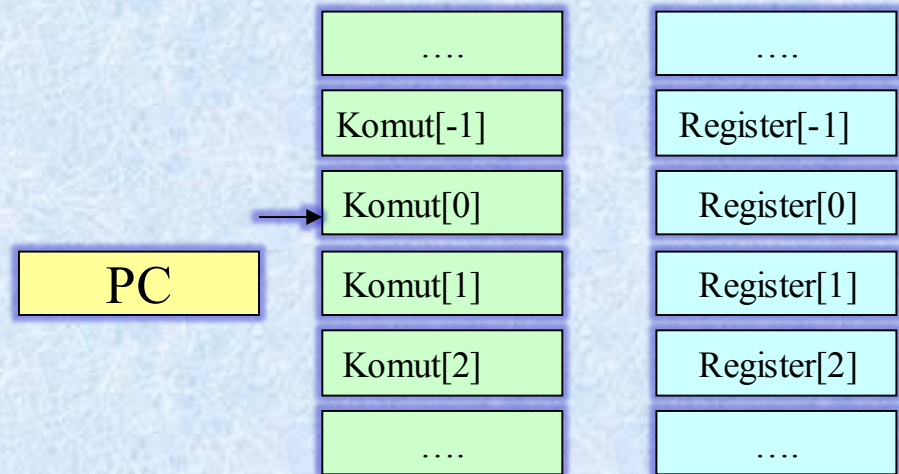 ….
….
Komut[-1]
Register[-1]
Komut[0]
Register[0]
PC
Komut[1]
Register[1]
Komut[2]
Register[2]
….
….